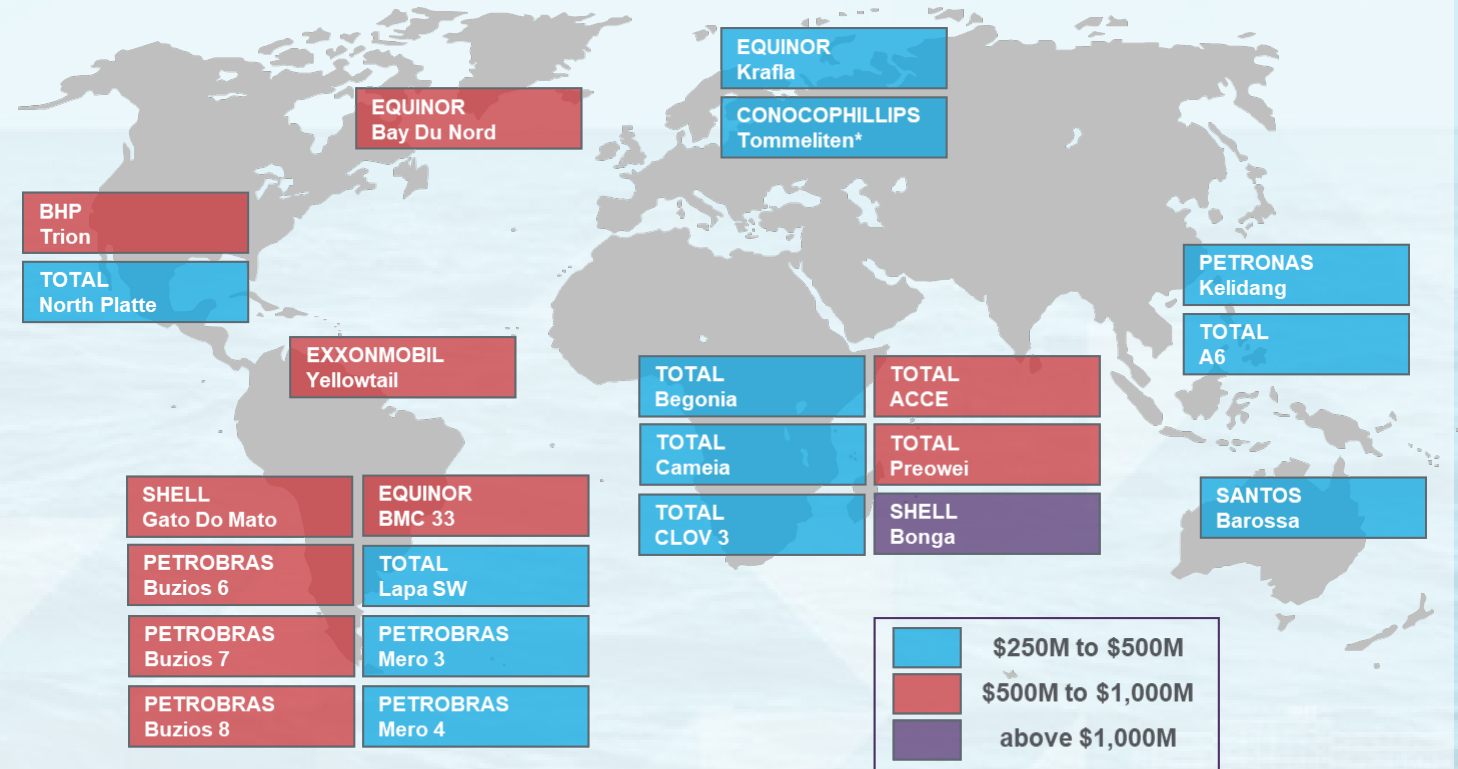 EQUINOR
Krafla
CONOCOPHILLIPS
Tommeliten*
EQUINOR
Bay Du Nord
BHP
Trion
TOTAL
North Platte
PETRONAS
Kelidang
TOTAL
A6
EXXONMOBIL
Yellowtail
TOTAL
Begonia
TOTAL
ACCE
TOTAL
Cameia
TOTAL
Preowei
TOTAL
CLOV 3
SHELL
Bonga
SANTOS
Barossa
SHELL
Gato Do Mato
EQUINOR
BMC 33
PETROBRAS
Buzios 6
TOTAL
Lapa SW
PETROBRAS
Buzios 7
PETROBRAS
Mero 3
PETROBRAS
Buzios 8
PETROBRAS
Mero 4
$250M to $500M
$500M to $1,000M
above $1,000M